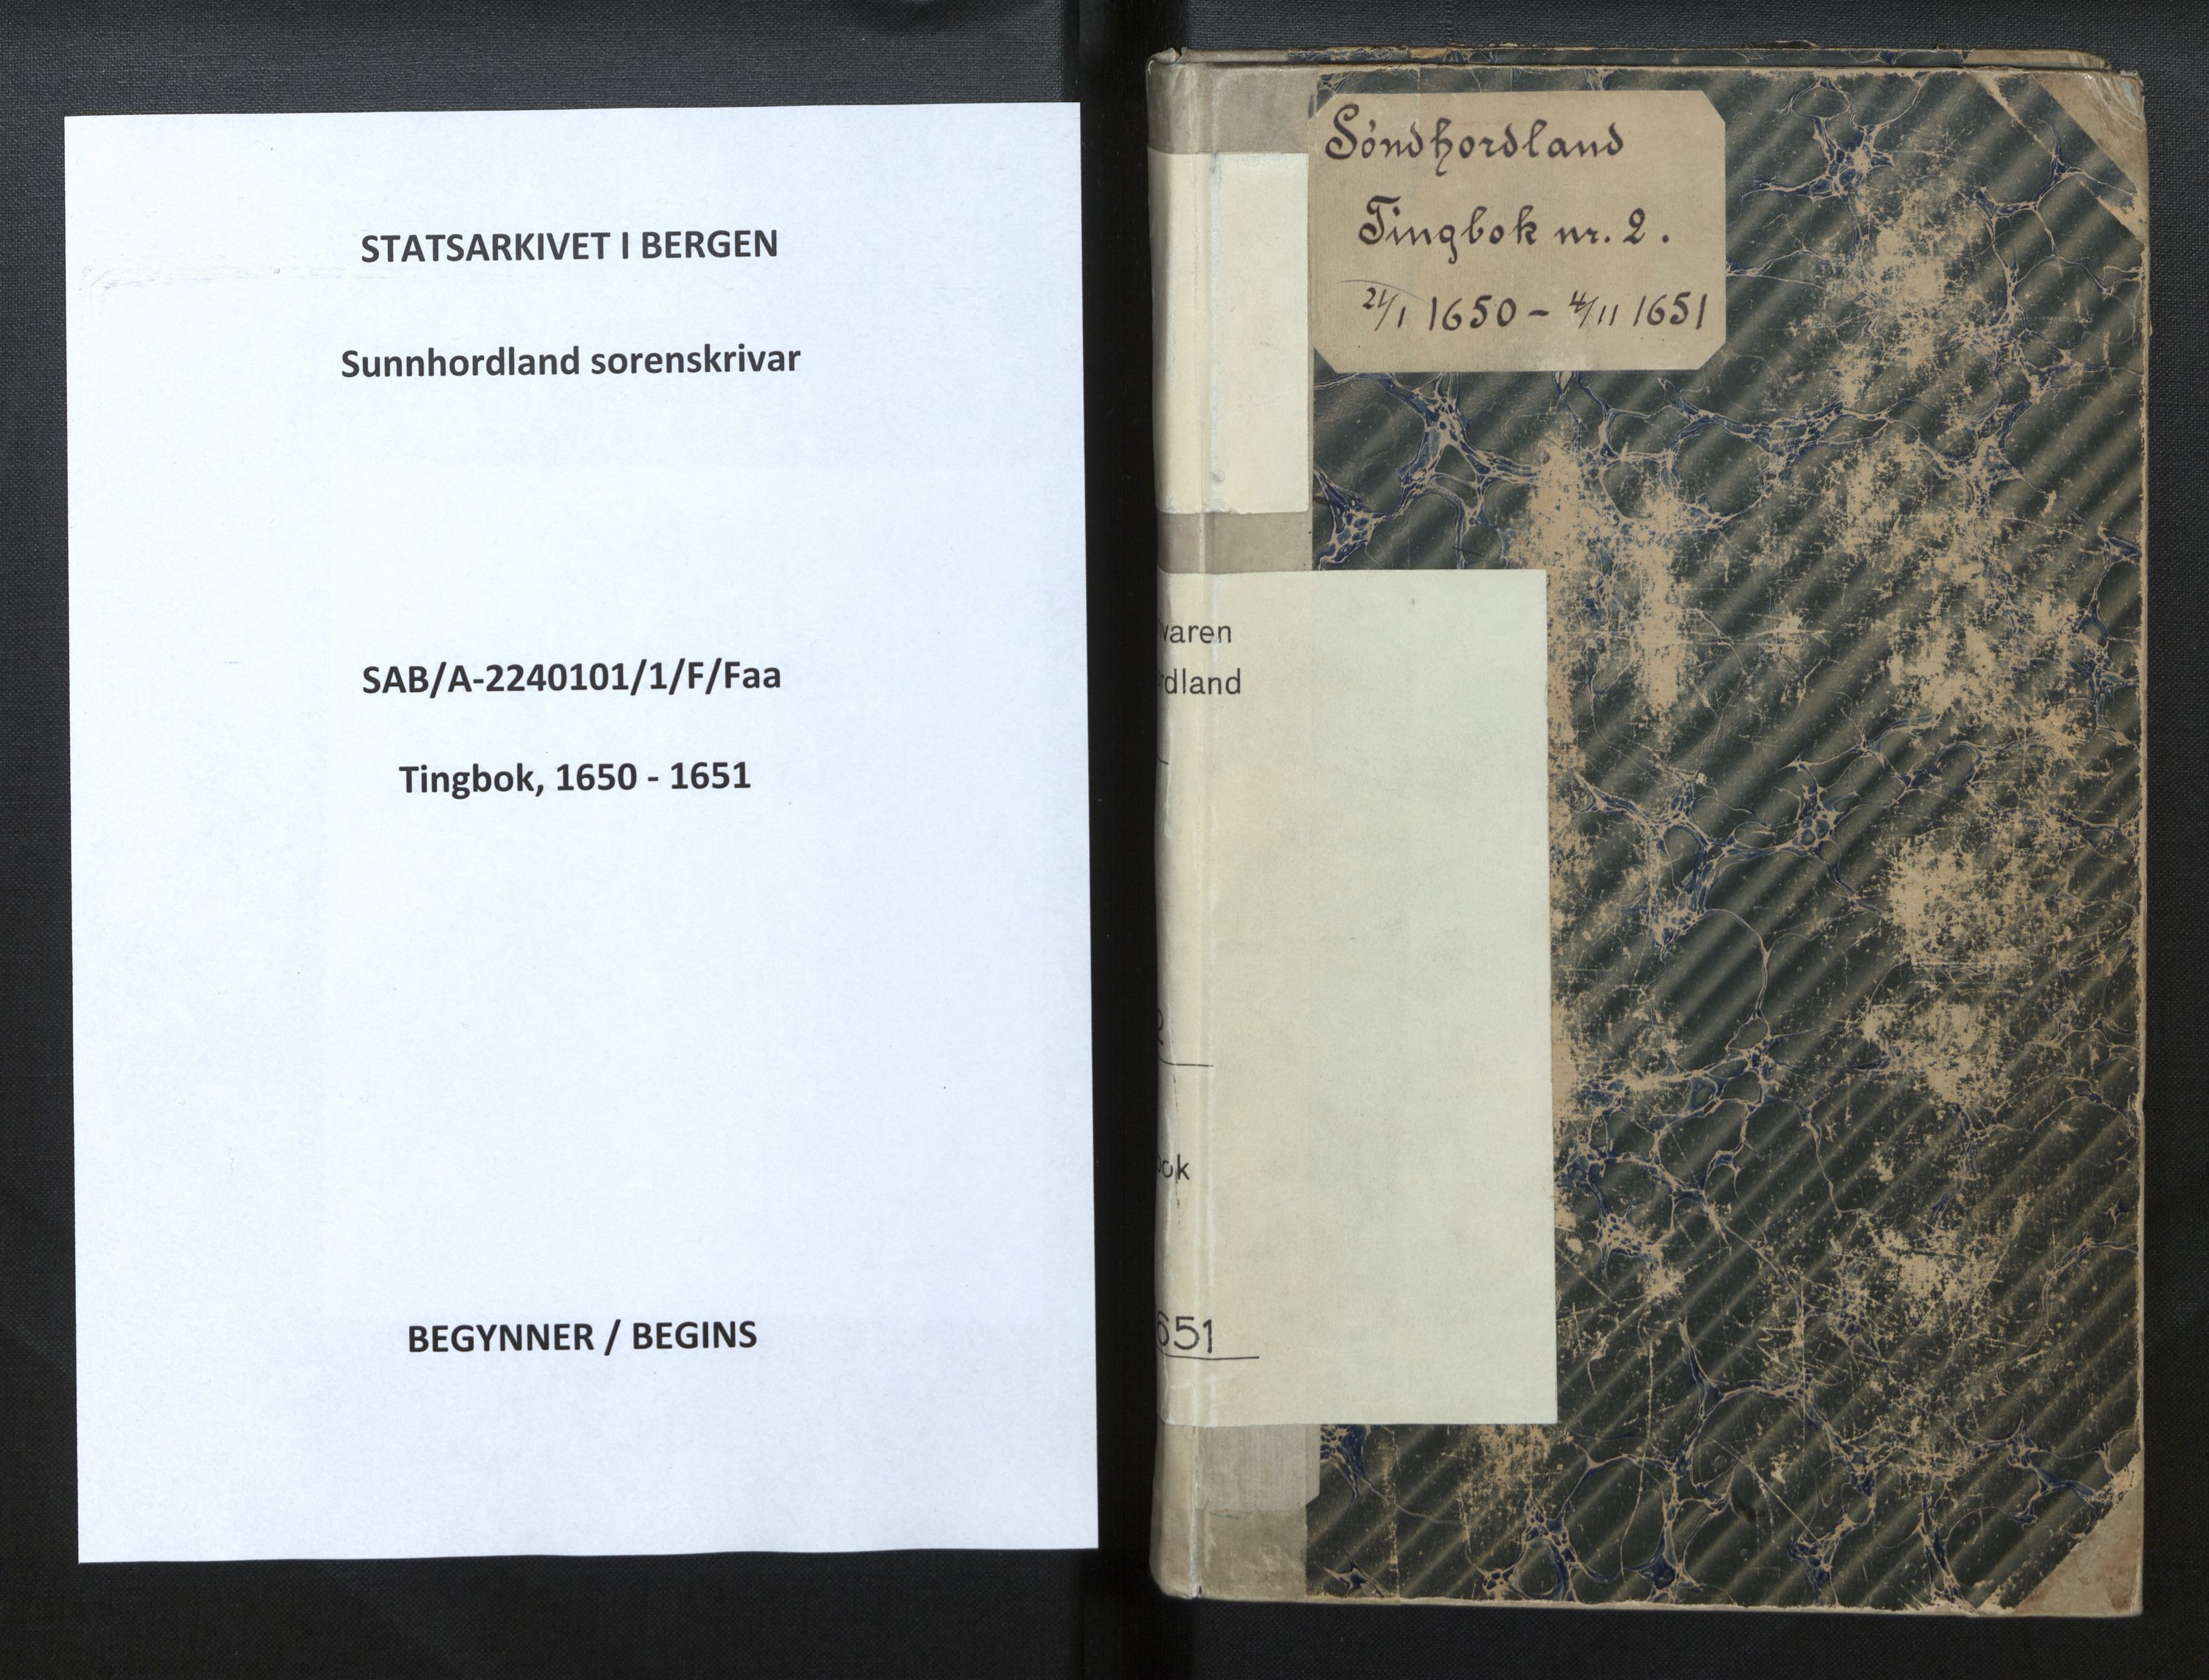 STATSARKIVET I BERGEN
Sunnhordland sorenskrivar
SAB/A-2240101/1/F/Faa
Tingbok, 1650 - 1651
BEGYNNER / BEGINS
Söndhordland
Tingbok nr. 2.
21/1 1650 - 4/11 1651
varen
rdland
2
ok
651